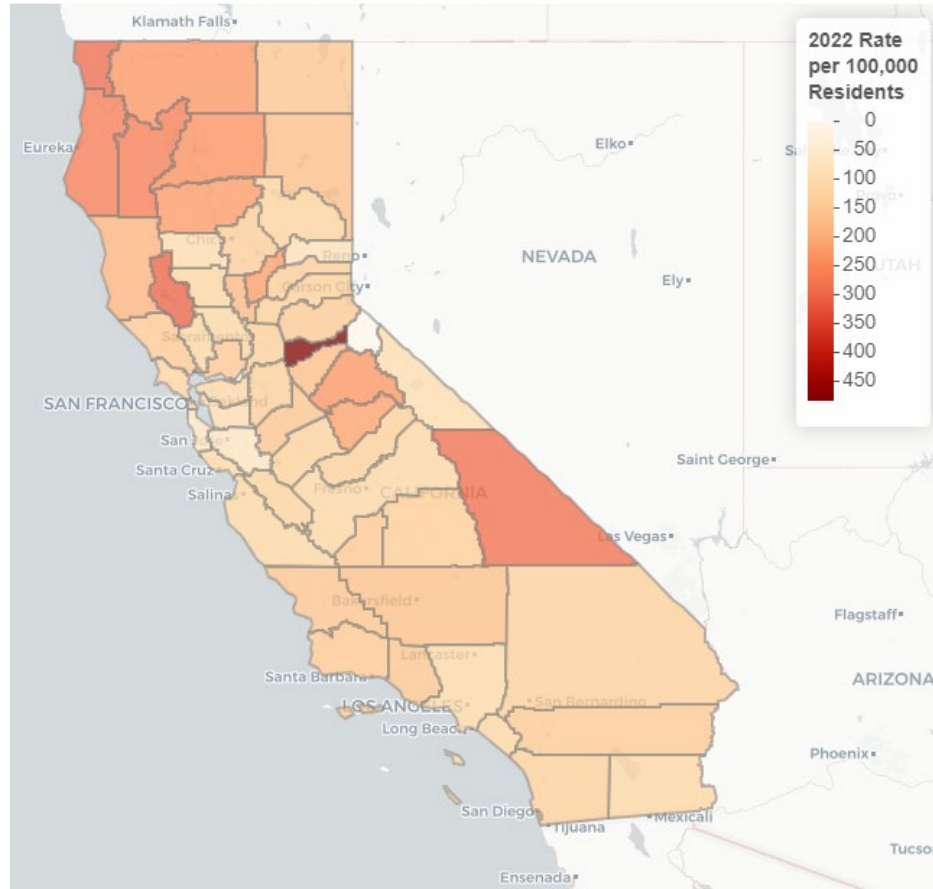 Klamath Falls
2022 Rate
per 100,000
Residents
0
50
100
150
200
250
300
350
400
450
Eureka
Elko
Provo
Chico
Reno
NEVADA
UTAH
Carson City
Ely
Sacramento
SAN FRANCISCO
Oakland
San Jose
Santa Cruz
Salinas
Fresno
CALIFORNIA
Saint George
Las Vegas
Bakersfield
Flagstaff
Lancaster
Santa Barbara
ARIZONA
LOS ANGELES
San Bernardino
Long Beach
Phoenix
San Diego
Tijuana
Mexicali
Tucso
Ensenada